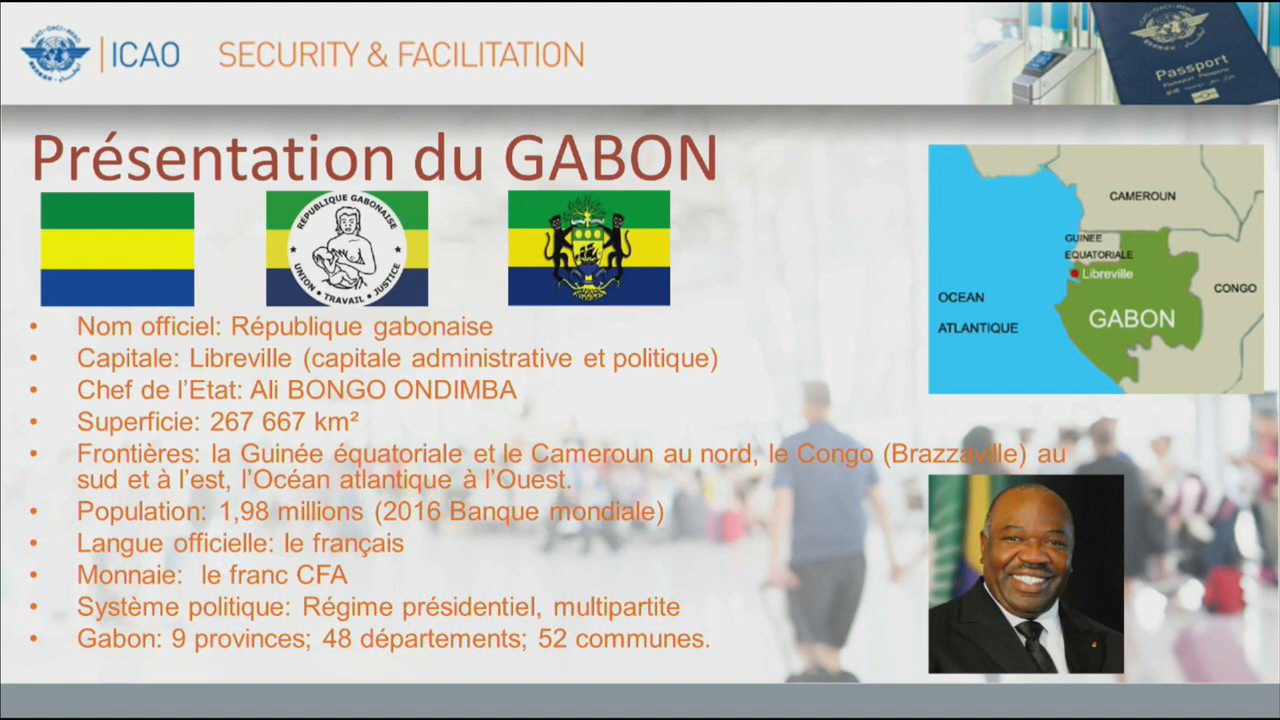 ICAO SECURITY & FACILITATION
ICAO · OACI · ИКАО
Passport
Présentation du GABON
RÉPUBLIQUE GABONAISE
UNION • TRAVAIL • JUSTICE
CAMEROUN
GUINEE
EQUATORIALE
Libreville
CONGO
OCEAN
ATLANTIQUE
GABON
• Nom officiel: République gabonaise
• Capitale: Libreville (capitale administrative et politique)
• Chef de l'Etat: Ali BONGO ONDIMBA
• Superficie: 267 667 km²
• Frontières: la Guinée équatoriale et le Cameroun au nord, le Congo (Brazzaville) au
sud et à l'est, l'Océan atlantique à l'Ouest.
• Population: 1,98 millions (2016 Banque mondiale)
• Langue officielle: le français
• Monnaie: le franc CFA
• Système politique: Régime présidentiel, multipartite
• Gabon: 9 provinces; 48 départements; 52 communes.